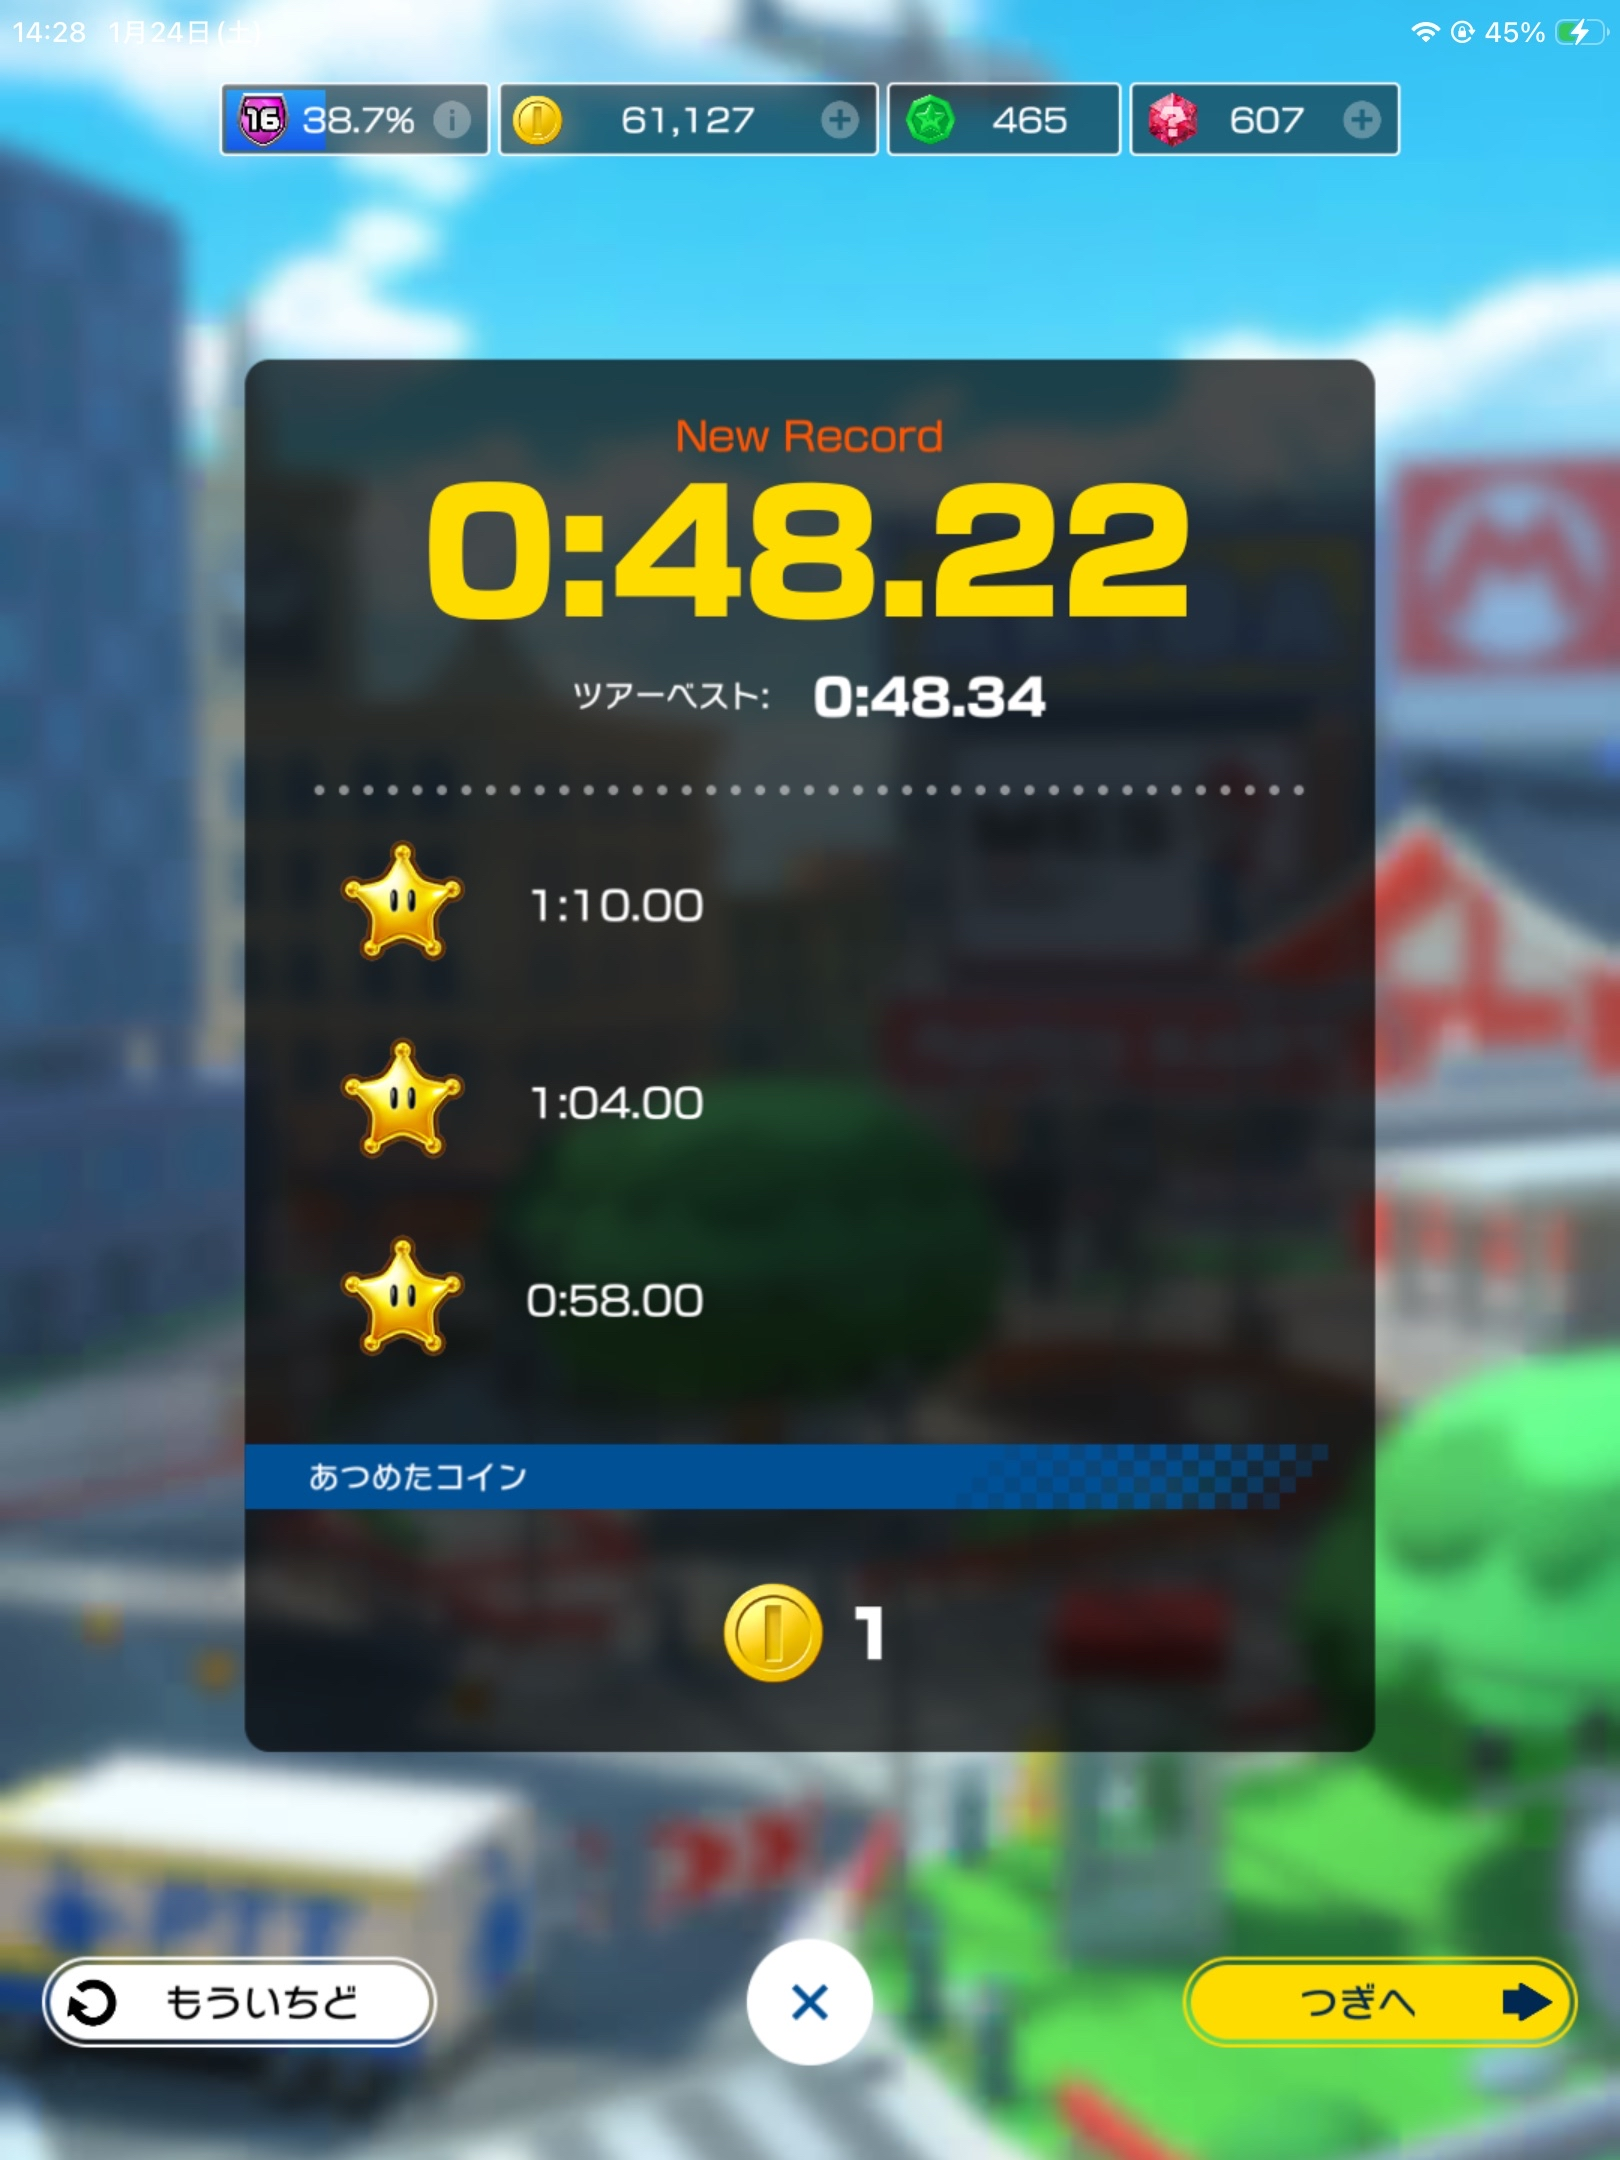 14:28 1月24日(土)
45%
16 38.7%
61,127
465
607
New Record
0:48.22
ツアーベスト: 0:48.34
1:10.00
1:04.00
0:58.00
あつめたコイン
1
もういちど
つぎへ